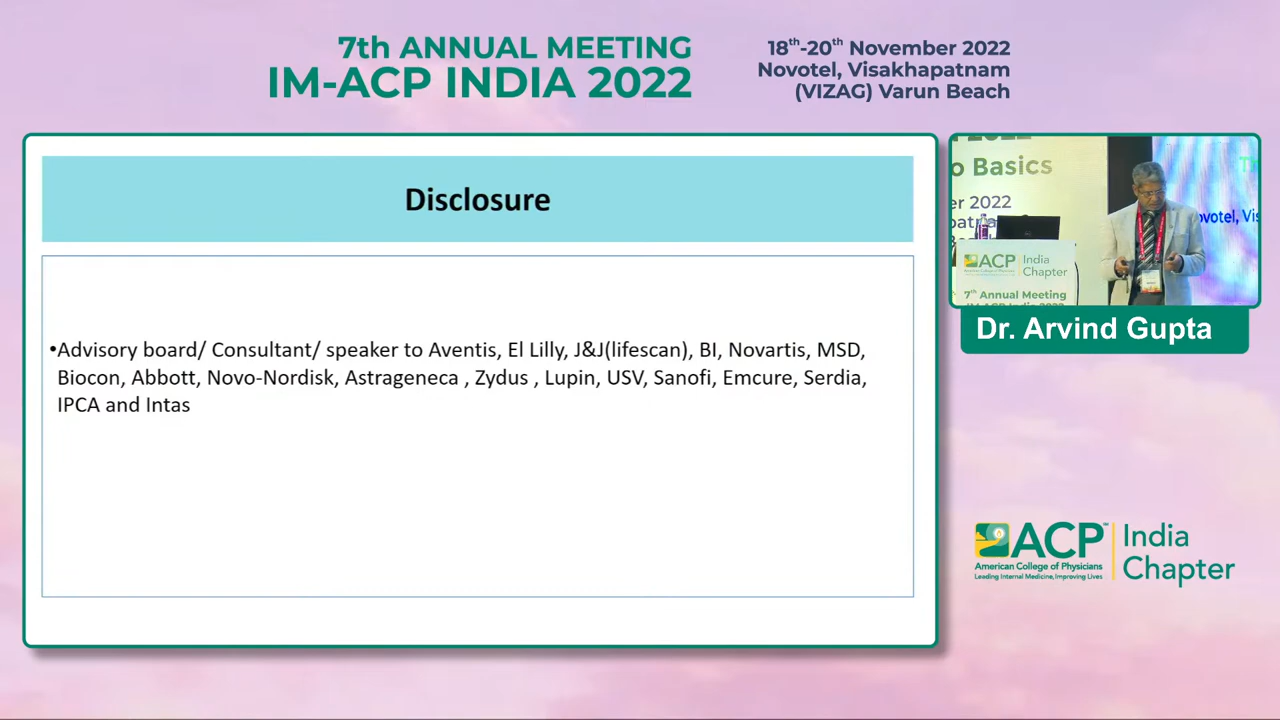 7th ANNUAL MEETING
IM-ACP INDIA 2022
18th-20th November 2022
Novotel, Visakhapatnam
(VIZAG) Varun Beach
Disclosure
•Advisory board/ Consultant/ speaker to Aventis, El Lilly, J&J(lifescan), BI, Novartis, MSD,
Biocon, Abbott, Novo-Nordisk, Astrageneca , Zydus , Lupin, USV, Sanofi, Emcure, Serdia,
IPCA and Intas
o Basics
er 2022
ovotel, Vis
ACP India
Chapter
7th Annual Meeting
Dr. Arvind Gupta
ACP™
American College of Physicians
Leading Internal Medicine, Improving Lives
India
Chapter